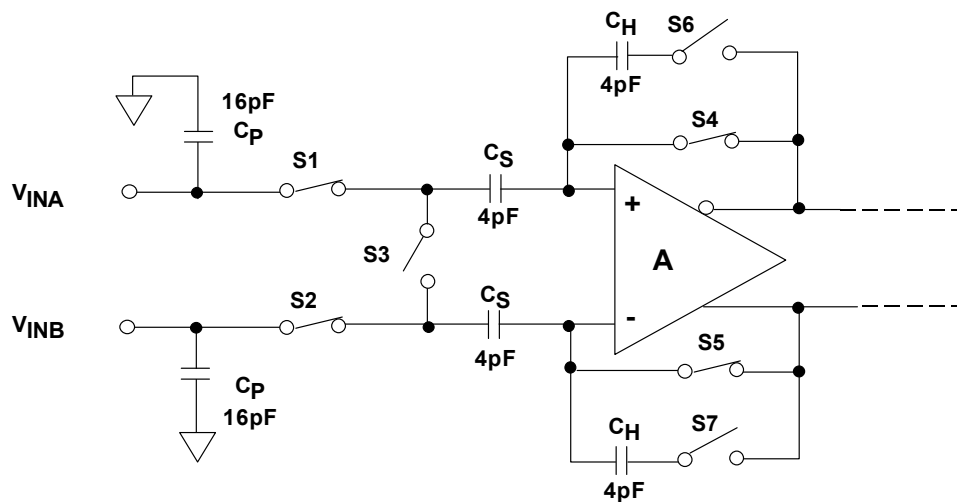 CH
S6
4pF
16pF
CP
S4
S1
CS
VINA
4pF
+
S3
A
S2
CS
VINB
-
4pF
S5
CP
16pF
CH
S7
4pF